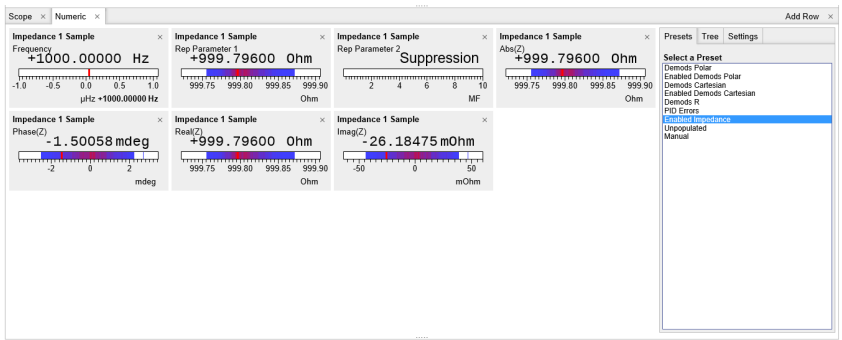 Scope × Numeric × Add Row ×
Impedance 1 Sample ×
Frequency
+1000.00000 Hz
-1.0 -0.5 0.0 0.5 1.0
µHz +1000.00000 Hz
Impedance 1 Sample ×
Rep Parameter 1
+999.79600 Ohm
999.75 999.80 999.85 999.90
Ohm
Impedance 1 Sample ×
Rep Parameter 2
Suppression
2 4 6 8 10
MF
Impedance 1 Sample ×
Abs(Z)
+999.79600 Ohm
999.75 999.80 999.85 999.90
Ohm
Impedance 1 Sample ×
Phase(Z)
-1.50058 mdeg
-2 0 2
mdeg
Impedance 1 Sample ×
Real(Z)
+999.79600 Ohm
999.75 999.80 999.85 999.90
Ohm
Impedance 1 Sample ×
Imag(Z)
-26.18475 mOhm
-50 0 50
mOhm
Presets Tree Settings
Select a Preset
Demods Polar
Enabled Demods Polar
Demods Cartesian
Enabled Demods Cartesian
Demods R
PID Errors
Enabled Impedance
Unpopulated
Manual